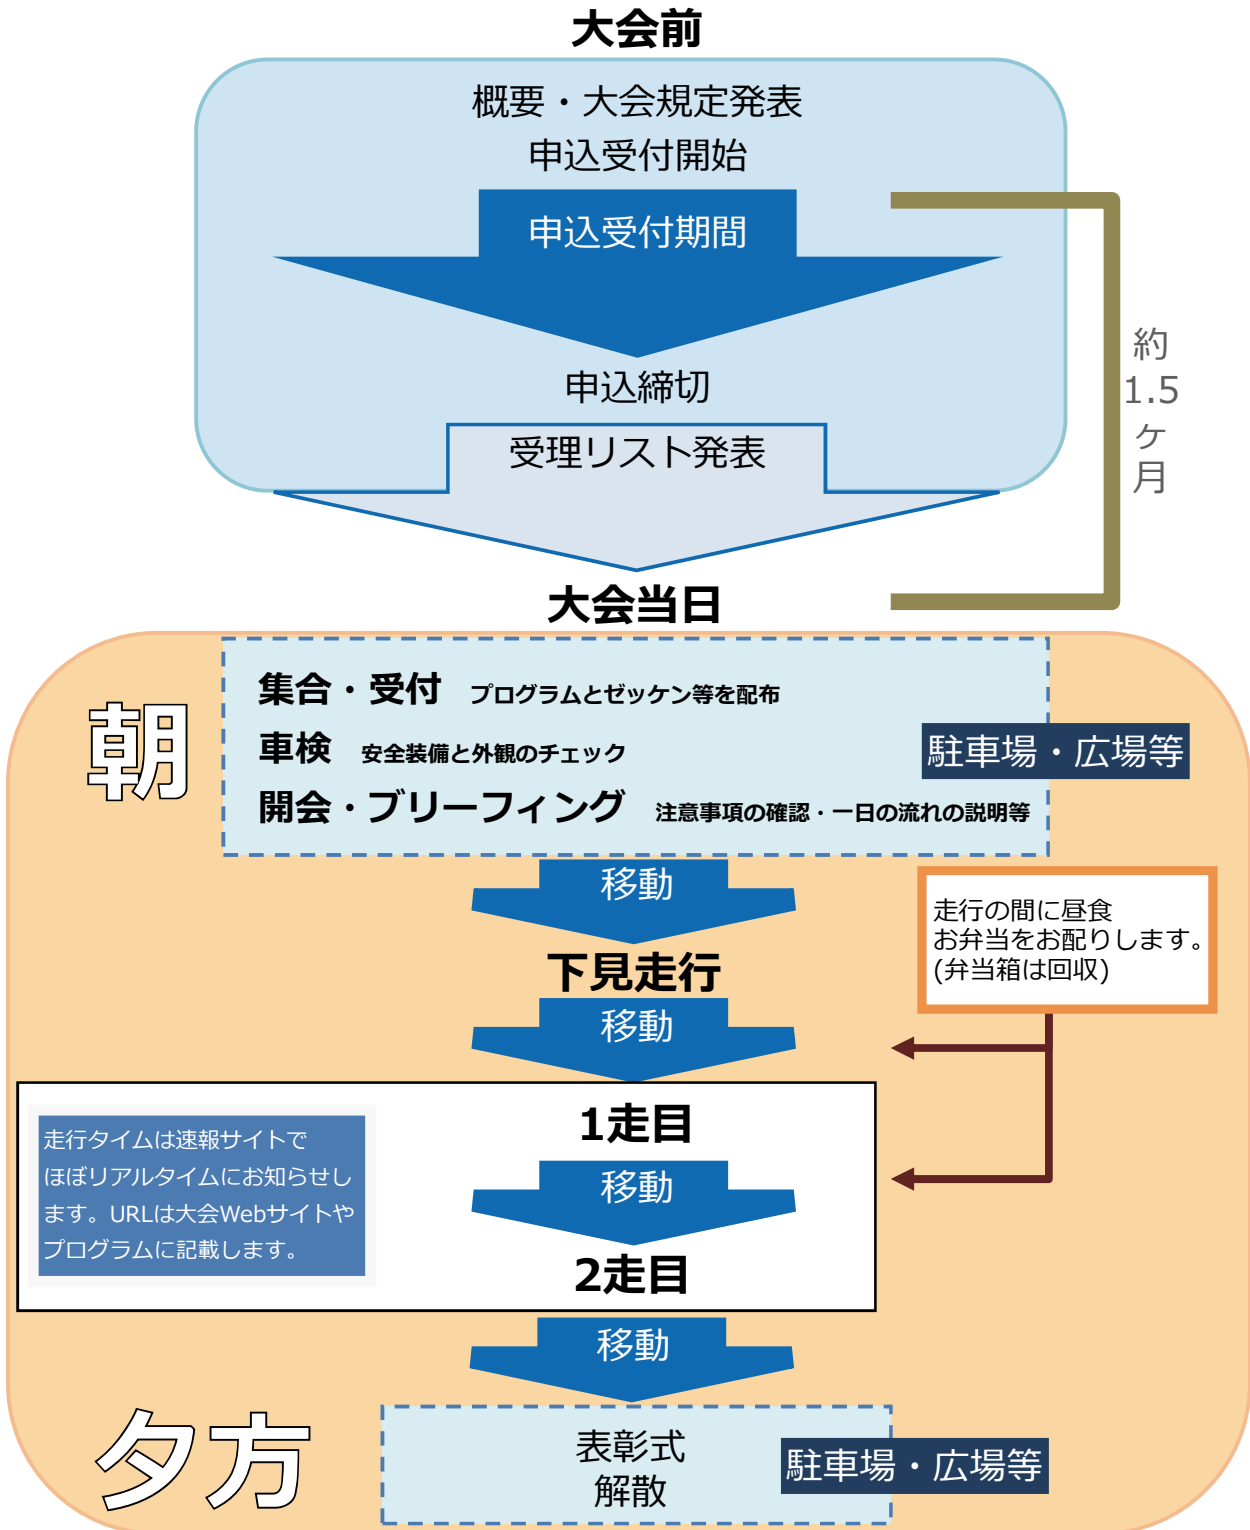 大会前
概要・大会規定発表
申込受付開始
申込受付期間
申込締切
受理リスト発表
約
1.5
ヶ
月
大会当日
朝
集合・受付 プログラムとゼッケン等を配布
車検 安全装備と外観のチェック
開会・ブリーフィング 注意事項の確認・一日の流れの説明等
駐車場・広場等
移動
走行の間に昼食
お弁当をお配りします。
(弁当箱は回収)
下見走行
移動
1走目
走行タイムは速報サイトで
ほぼリアルタイムにお知らせし
ます。URLは大会Webサイトや
プログラムに記載します。
移動
2走目
移動
夕方
表彰式
解散
駐車場・広場等